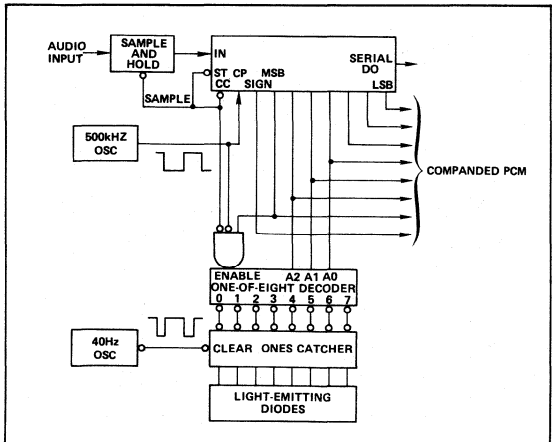 AUDIO
INPUT
SAMPLE
AND
HOLD
IN
SERIAL
DO
ST CP MSB
CC SIGN
LSB
SAMPLE
500kHZ
OSC
COMPANDED PCM
ENABLE A2 A1 A0
ONE-OF-EIGHT DECODER
0 1 2 3 4 5 6 7
40Hz
OSC
CLEAR ONES CATCHER
LIGHT-EMITTING
DIODES